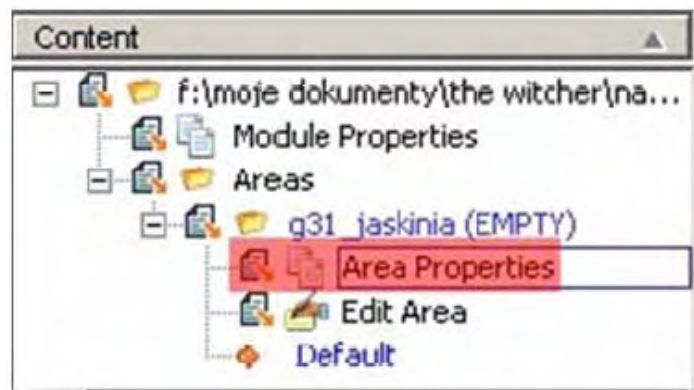 Content
f:\moje dokumenty\the witcher\na...
Module Properties
Areas
g31_jaskinia (EMPTY)
Area Properties
Edit Area
Default